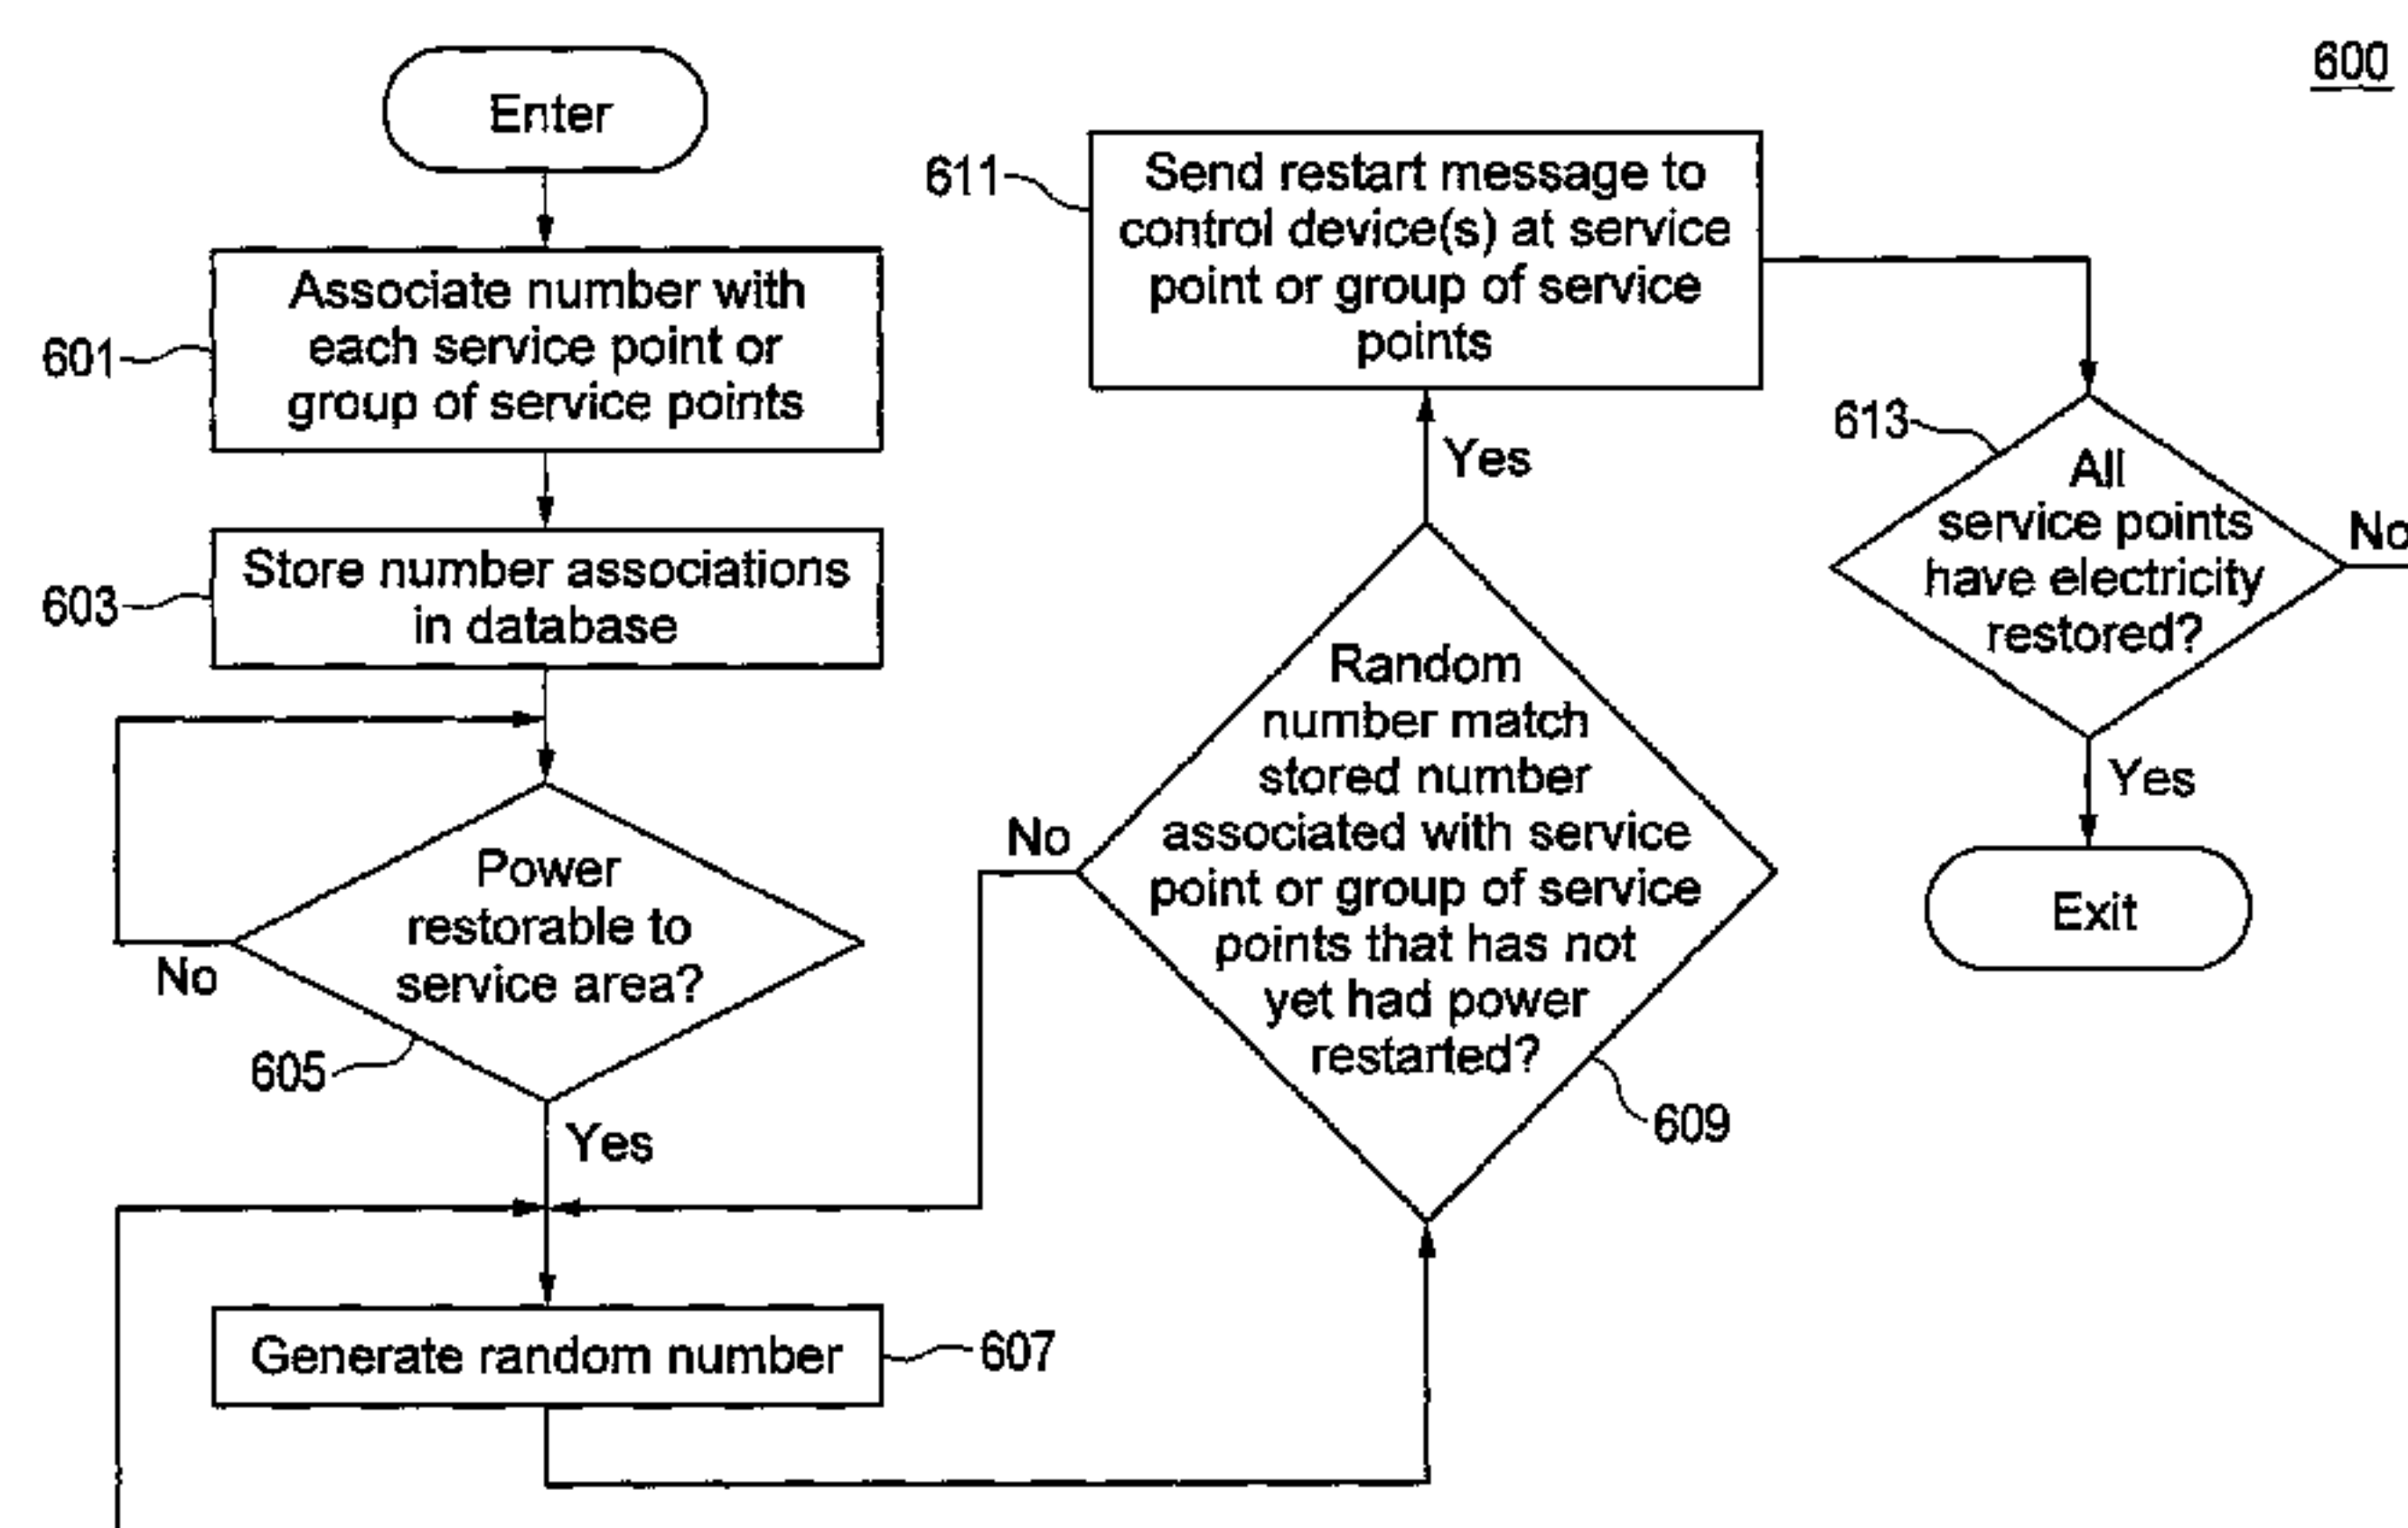 600
Enter
601
Associate number with
each service point or
group of service points
603
Store number associations
in database
Power
restorable to
service area?
No
605
Yes
Generate random number
607
Random
number match
stored number
associated with service
point or group of service
points that has not
yet had power
restarted?
No
609
Yes
611
Send restart message to
control device(s) at service
point or group of service
points
613
All
service points
have electricity
restored?
No
Yes
Exit